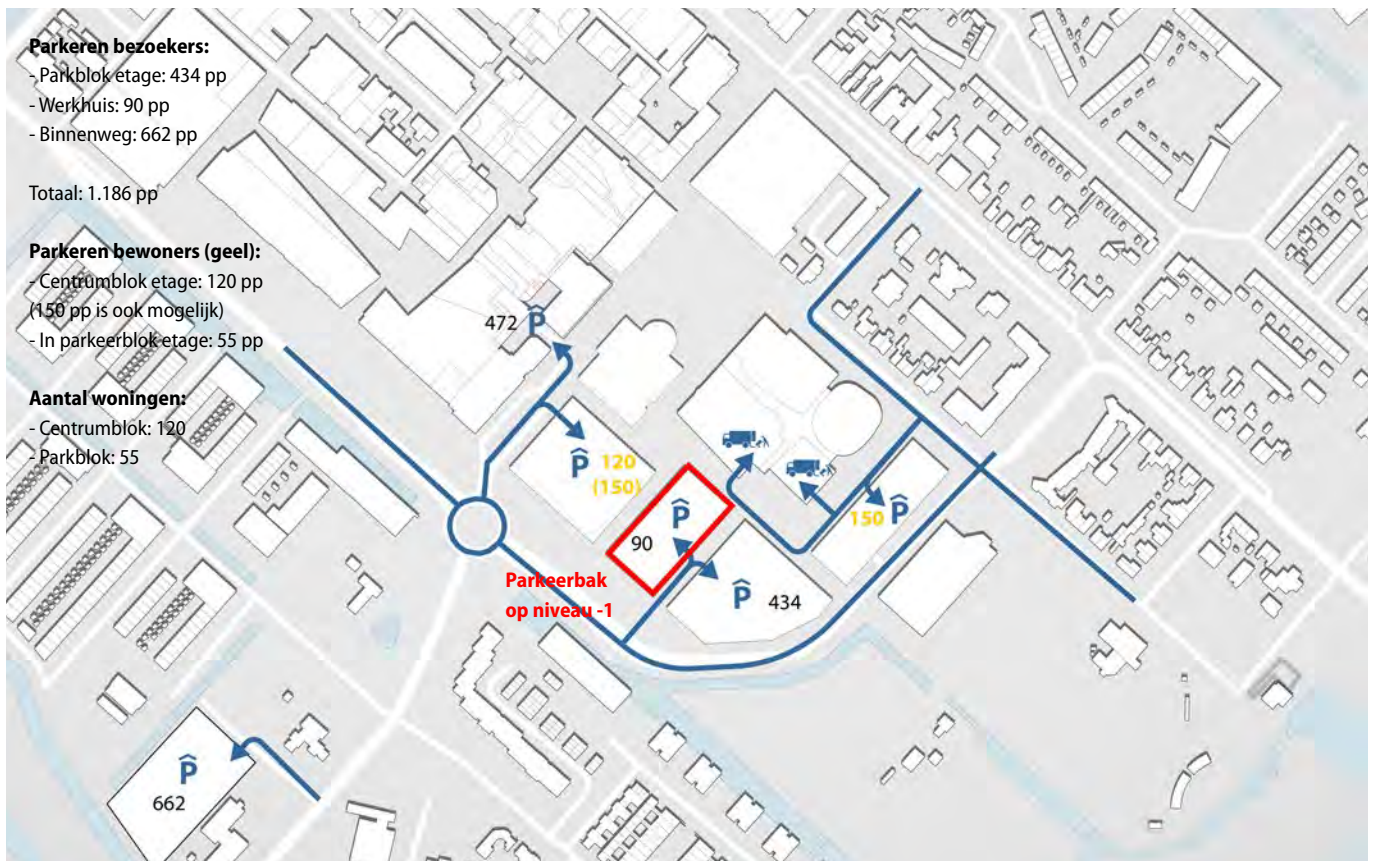 Parkeren bezoekers:
- Parkblok etage: 434 pp
- Werkhuis: 90 pp
- Binnenweg: 662 pp
Totaal: 1.186 pp
Parkeren bewoners (geel):
- Centrumblok etage: 120 pp
(150 pp is ook mogelijk)
- In parkeerblok etage: 55 pp
Aantal woningen:
- Centrumblok: 120
- Parkblok: 55
472 P
P 120
(150)
P
90
150 P
Parkeerbak
op niveau -1
P 434
P
662